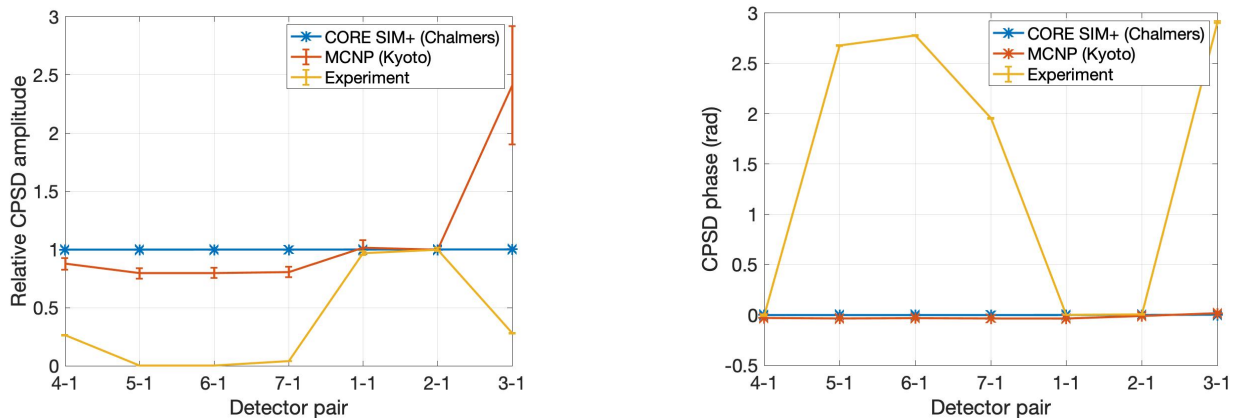 3
2.5
2
1.5
1
0.5
0
Relative CPSD amplitude
CORE SIM+ (Chalmers)
MCNP (Kyoto)
Experiment
4-1 5-1 6-1 7-1 1-1 2-1 3-1
Detector pair
3
2.5
2
1.5
1
0.5
0
-0.5
CPSD phase (rad)
CORE SIM+ (Chalmers)
MCNP (Kyoto)
Experiment
4-1 5-1 6-1 7-1 1-1 2-1 3-1
Detector pair